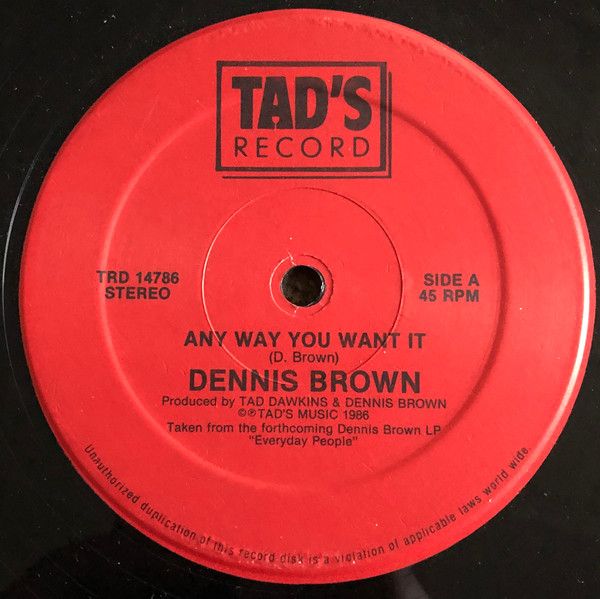 TAD'S
RECORD
TRD 14786
STEREO
SIDE A
45 RPM
ANY WAY YOU WANT IT
(D. Brown)
DENNIS BROWN
Produced by TAD DAWKINS & DENNIS BROWN
©℗TAD'S MUSIC 1986
Taken from the forthcoming Dennis Brown LP
"Everyday People"
Unauthorized duplication of this record disk is a violation of applicable laws world wide